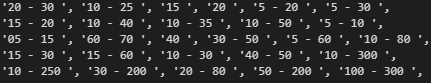 '20 - 30 ', '10 - 25 ', '15 ', '20 ', '5 - 20 ', '5 - 30 ',
'15 - 20 ', '10 - 40 ', '10 - 35 ', '10 - 50 ', '5 - 10 ',
'05 - 15 ', '60 - 70 ', '40 ', '30 - 50 ', '5 - 60 ', '10 - 80 ',
'15 - 30 ', '15 - 60 ', '10 - 30 ', '40 - 50 ', '10 - 300 ',
'10 - 250 ', '30 - 200 ', '20 - 80 ', '50 - 200 ', '100 - 300 ',